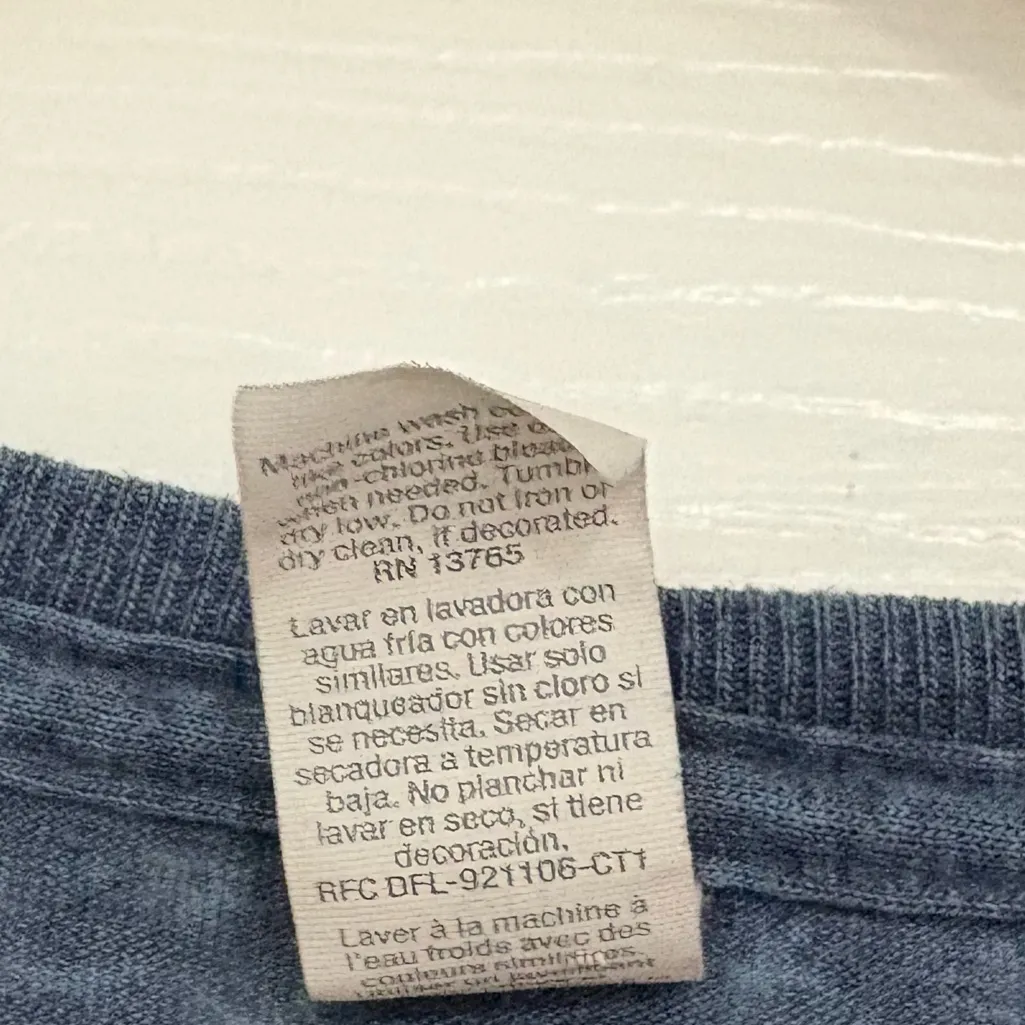 Machine wash
like colors. Use
non-chlorine
when needed. Tumbl
dry low. Do not iron or
dry clean, if decorated.
RN 13765
Lavar en lavadora con
agua fría con colores
similares. Usar solo
blanqueador sin cloro si
se necesita. Secar en
secadora a temperatura
baja. No planchar ni
lavar en seco, si tiene
decoración.
RFC DFL-921106-CT1
Laver à la machine à
l'eau froide avec des
couleurs similaires.